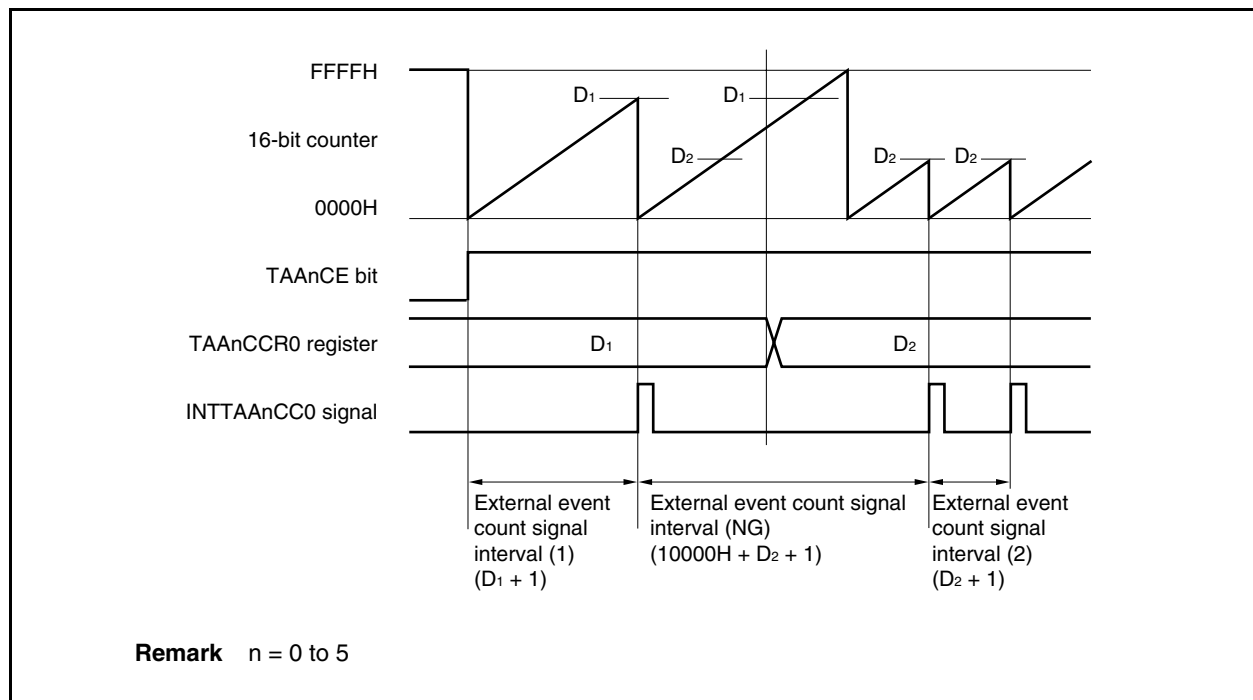 FFFFH
D1
D1
16-bit counter
D2
D2
D2
0000H
TAAnCE bit
TAAnCCR0 register
D1
D2
INTTAAnCC0 signal
External event
count signal
interval (1)
(D1 + 1)
External event count signal
interval (NG)
(10000H + D2 + 1)
External event
count signal
interval (2)
(D2 + 1)
Remark n = 0 to 5